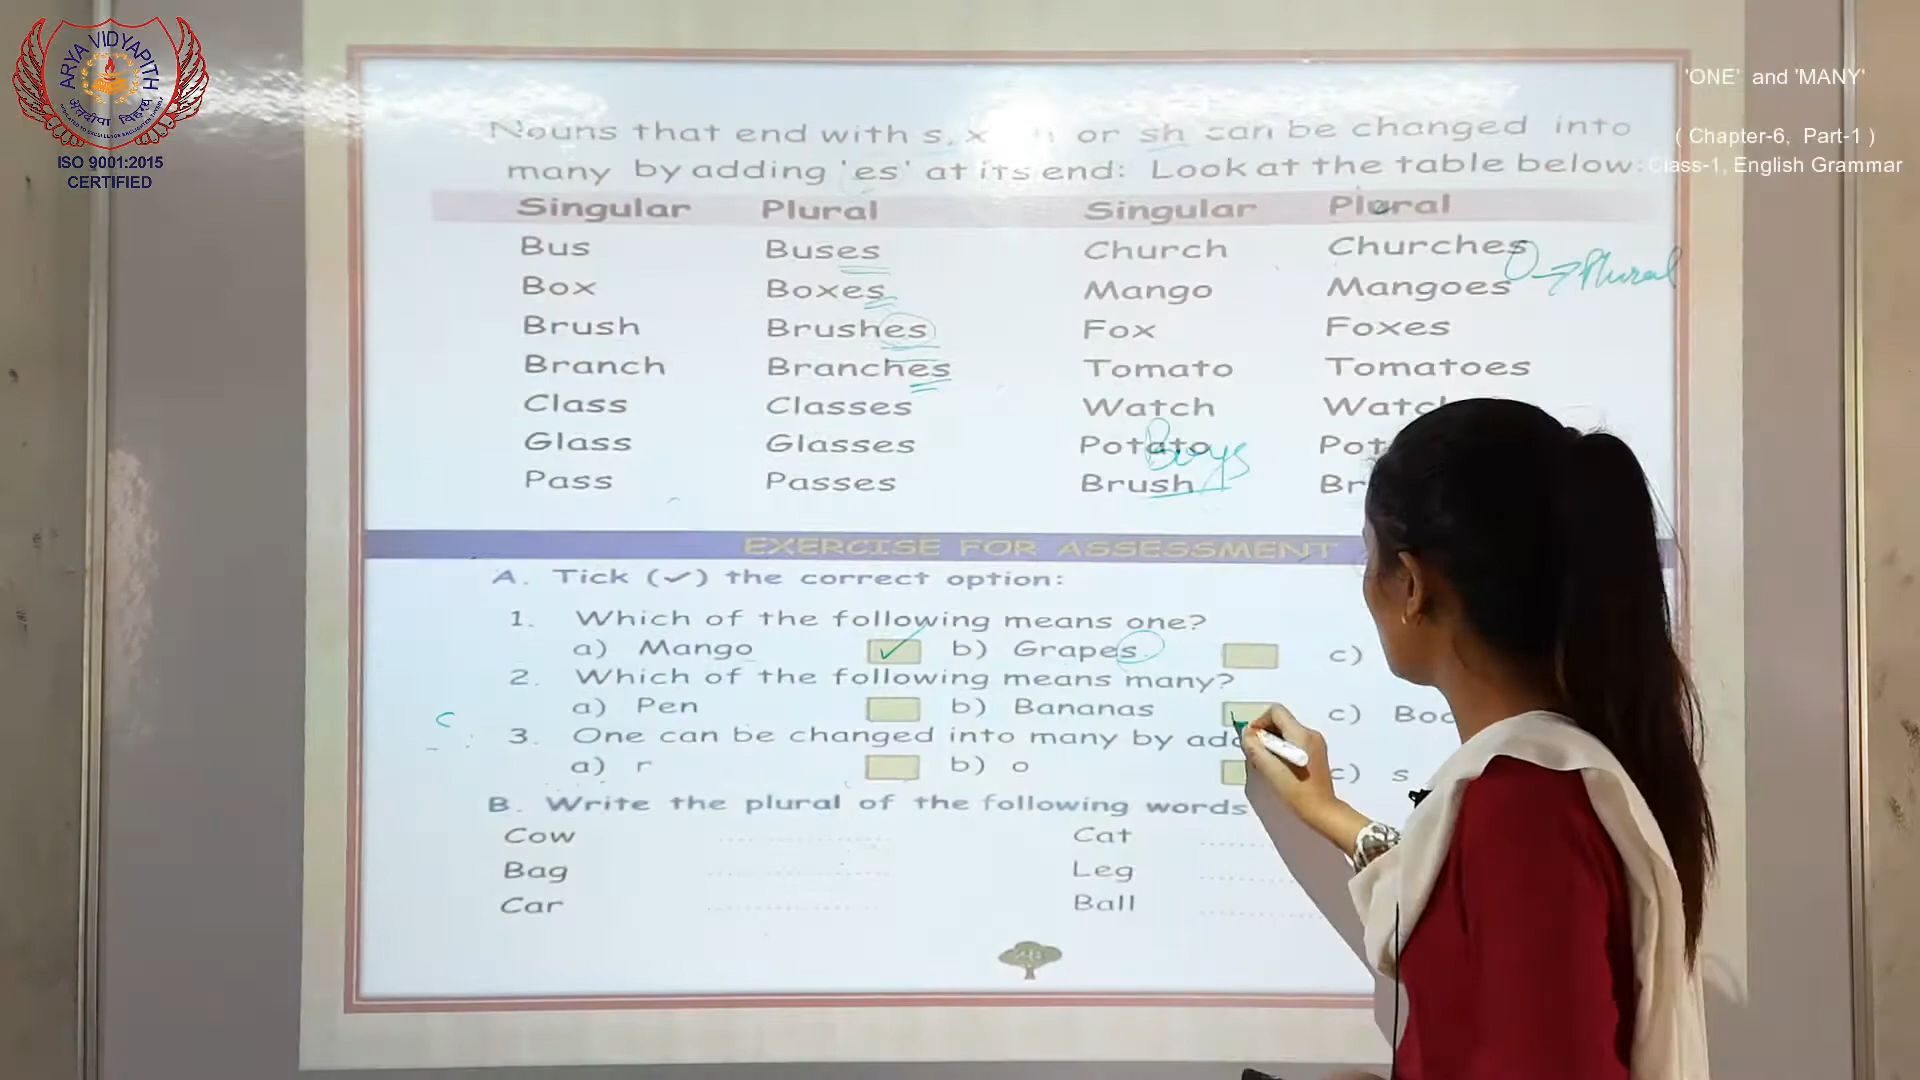 ARYA VIDYAPITH
ISO 9001:2015
CERTIFIED
'ONE' and 'MANY'
( Chapter-6, Part-1 )
Class-1, English Grammar
Nouns that end with s, x or sh can be changed into
many by adding 'es' at its end: Look at the table below:
Singular Plural Singular Plural
Bus Buses Church Churches
Box Boxes Mango Mangoes
Plural
Brush Brushes Fox Foxes
Branch Branches Tomato Tomatoes
Class Classes Watch
Glass Glasses Potato
Boys
Pass Passes Brush
EXERCISE FOR ASSESSMENT
A. Tick (✓) the correct option:
1. Which of the following means one?
a) Mango ✓ b) Grapes c)
2. Which of the following means many?
a) Pen b) Bananas c)
3. One can be changed into many by
a) r b) o c) s
B. Write the plural of the following words
Cow Cat
Bag Leg
Car Ball